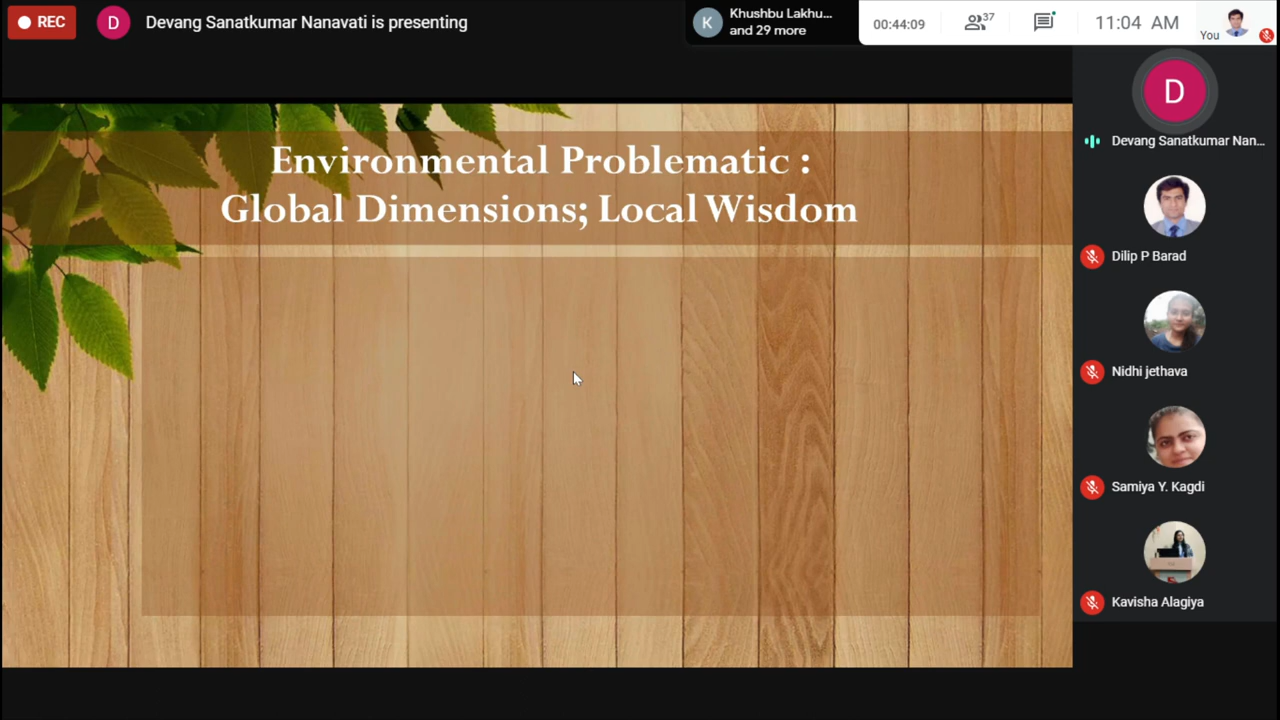 REC
D
Devang Sanatkumar Nanavati is presenting
K
Khushbu Lakhu...
and 29 more
00:44:09
37
11:04 AM
You
Environmental Problematic :
Global Dimensions; Local Wisdom
D
Devang Sanatkumar Nan...
Dilip P Barad
Nidhi jethava
Samiya Y. Kagdi
Kavisha Alagiya